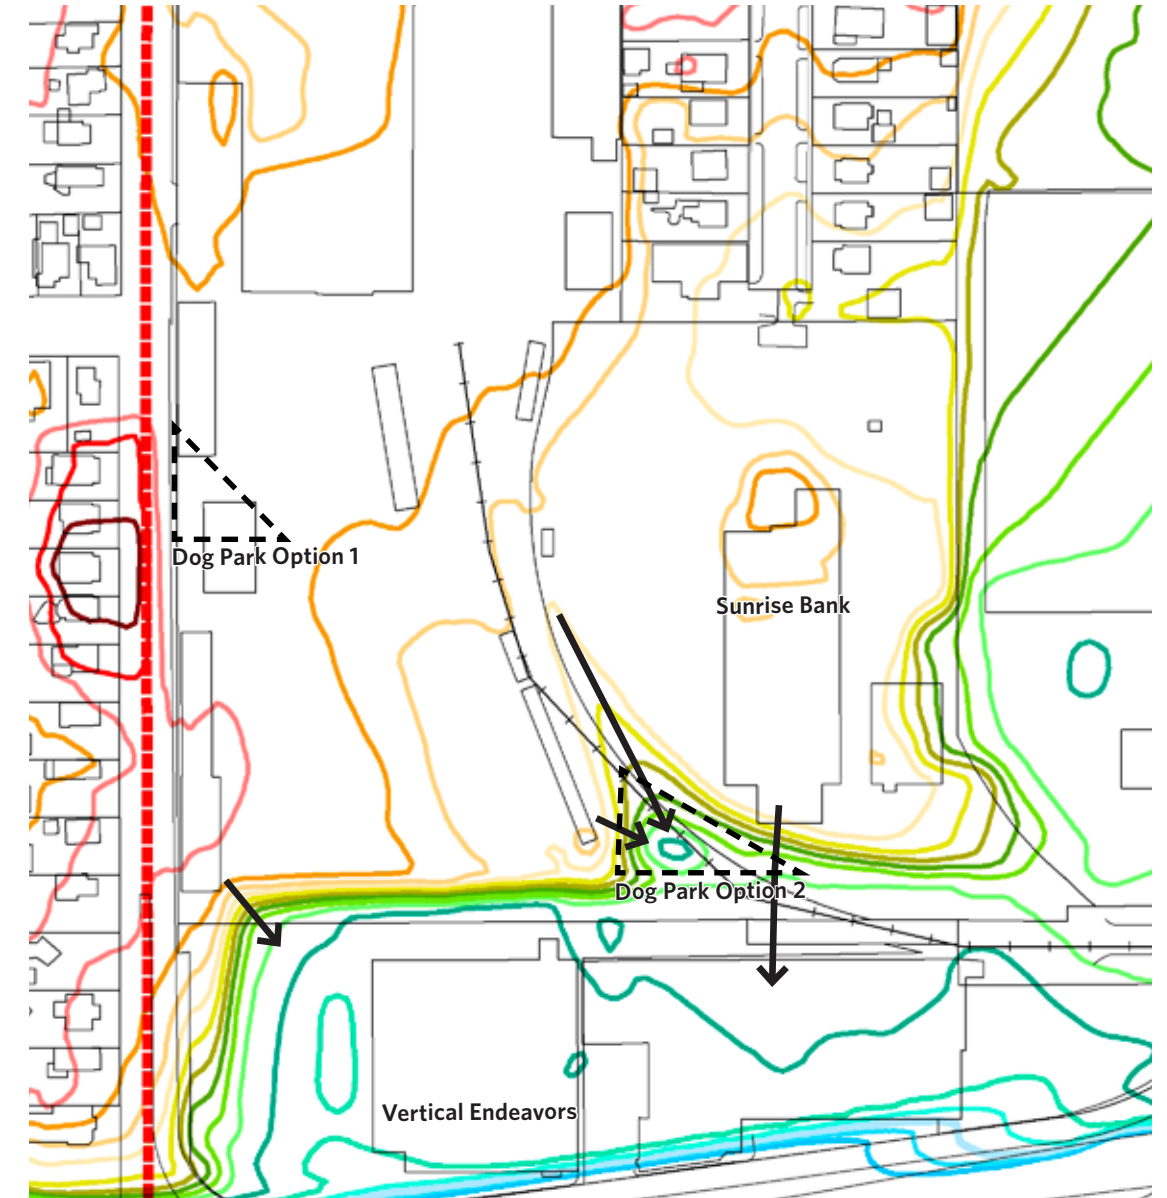 Dog Park Option 1
Sunrise Bank
Dog Park Option 2
Vertical Endeavors